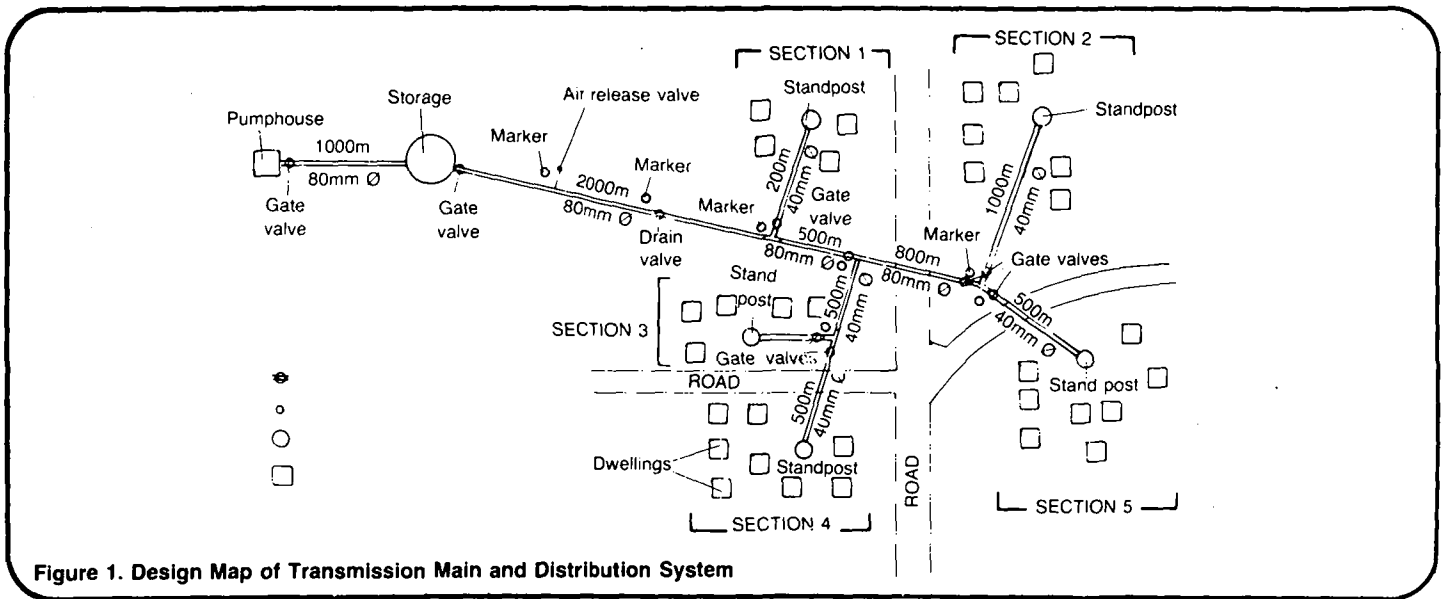 SECTION 1
SECTION 2
Storage
Air release valve
Standpost
Standpost
Pumphouse
1000m
80mm Ø
Marker
Marker
2000m
80mm Ø
200m
40mm Ø
1000m
40mm Ø
Gate
valve
Gate
valve
Gate
valve
Marker
Drain
valve
500m
80mm Ø
800m
80mm Ø
Marker
Gate valves
Stand
post
500m
40mm Ø
500m
40mm Ø
SECTION 3
Gate valves
Stand post
ROAD
500m
40mm
Dwellings
Standpost
ROAD
SECTION 4
SECTION 5
Figure 1. Design Map of Transmission Main and Distribution System